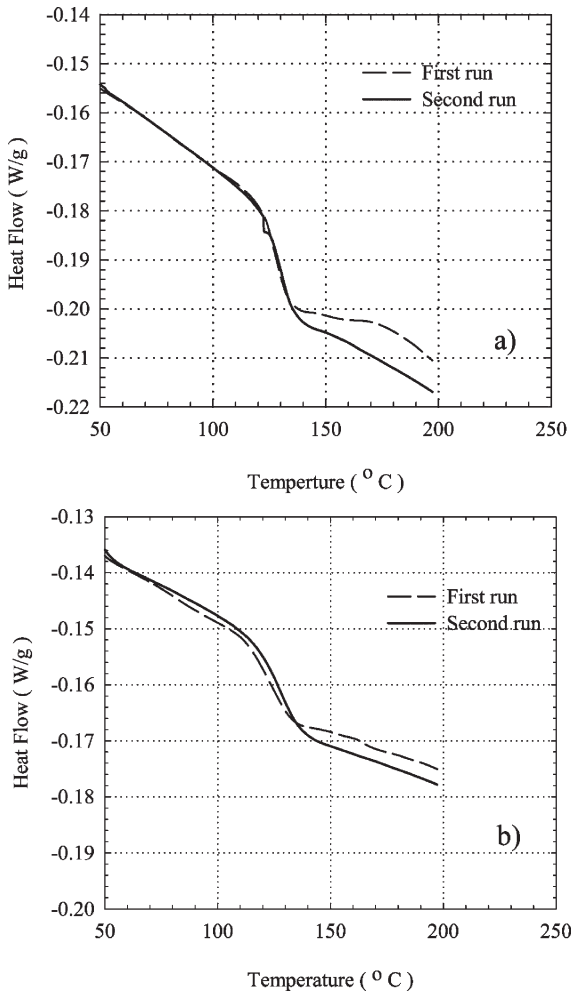 -0.14
-0.15
-0.16
-0.17
-0.18
-0.19
-0.20
-0.21
-0.22
Heat Flow ( W/g)
First run
Second run
a)
50 100 150 200 250
Temperture ( o C )
-0.13
-0.14
-0.15
-0.16
-0.17
-0.18
-0.19
-0.20
Heat Flow ( W/g)
First run
Second run
b)
50 100 150 200 250
Temperature ( o C )